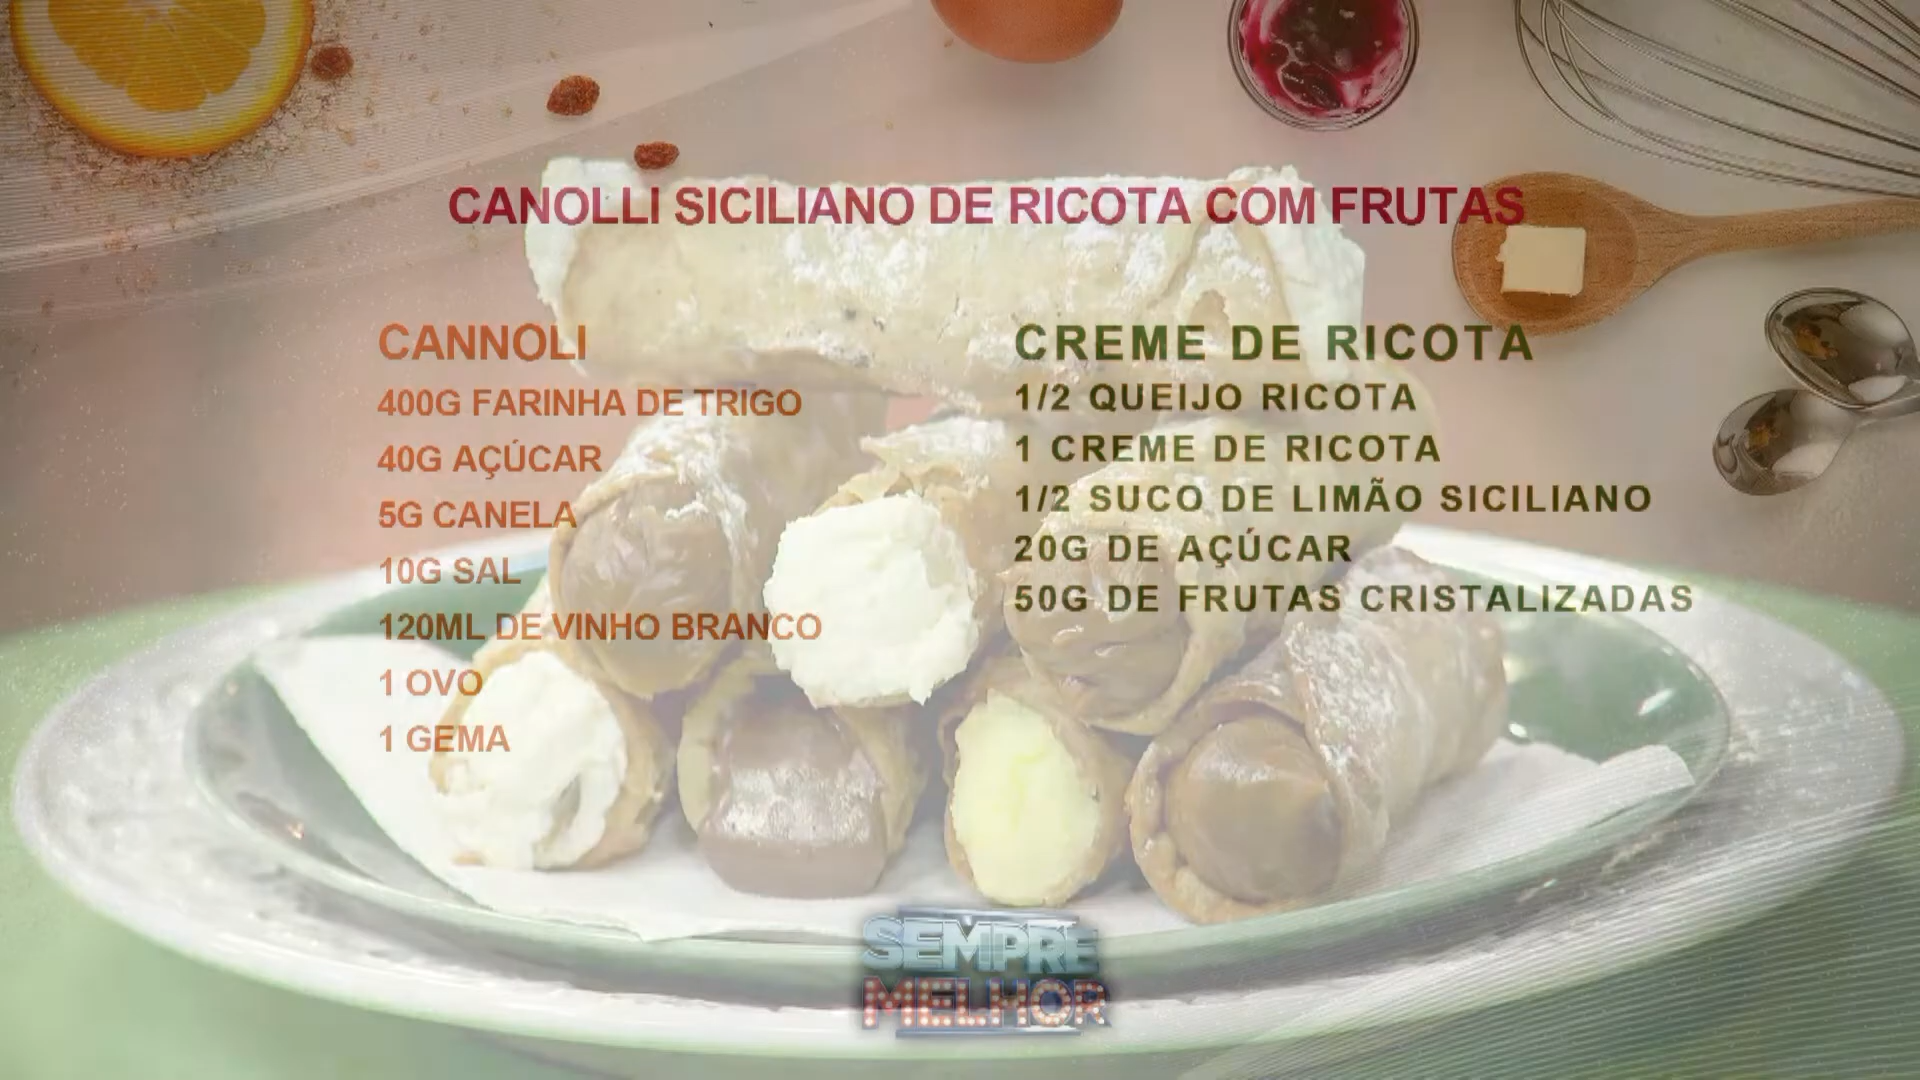 CANOLLI SICILIANO DE RICOTA COM FRUTAS
CANNOLI
400G FARINHA DE TRIGO
40G AÇÚCAR
5G CANELA
10G SAL
120ML DE VINHO BRANCO
1 OVO
1 GEMA
CREME DE RICOTA
1/2 QUEIJO RICOTA
1 CREME DE RICOTA
1/2 SUCO DE LIMÃO SICILIANO
20G DE AÇÚCAR
50G DE FRUTAS CRISTALIZADAS
SEMPRE
MELHOR